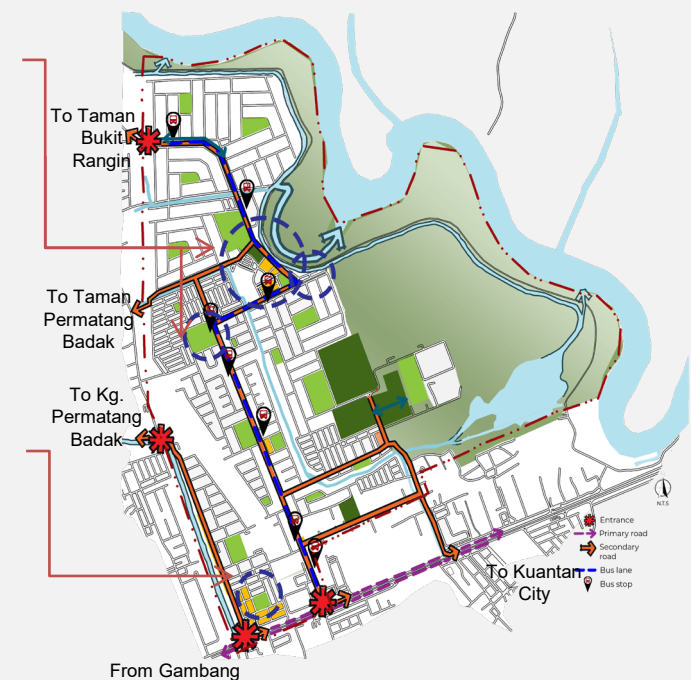 To Taman
Bukit
Rangin
To Taman
Permatang
Badak
To Kg.
Permatang
Badak
N.T.S
Entrance
Primary road
Secondary
road
Bus lane
Bus stop
To Kuantan
City
From Gambang